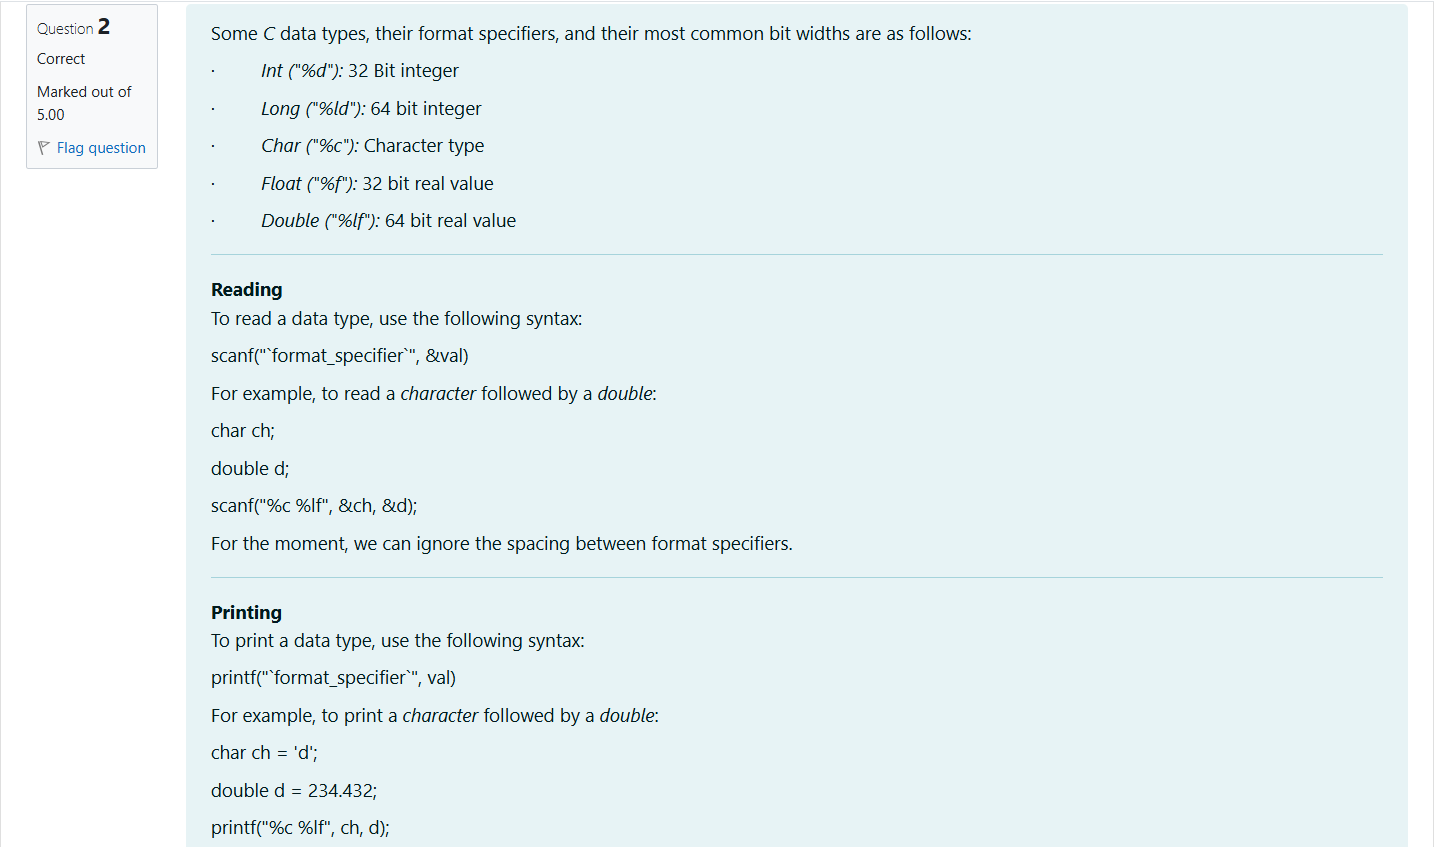 Question 2
Correct
Marked out of
5.00
Flag question
Some C data types, their format specifiers, and their most common bit widths are as follows:
· Int ("%d"): 32 Bit integer
· Long ("%ld"): 64 bit integer
· Char ("%c"): Character type
· Float ("%f"): 32 bit real value
· Double ("%lf"): 64 bit real value
Reading
To read a data type, use the following syntax:
scanf("`format_specifier`", &val)
For example, to read a character followed by a double:
char ch;
double d;
scanf("%c %lf", &ch, &d);
For the moment, we can ignore the spacing between format specifiers.
Printing
To print a data type, use the following syntax:
printf("`format_specifier`", val)
For example, to print a character followed by a double:
char ch = 'd';
double d = 234.432;
printf("%c %lf", ch, d);